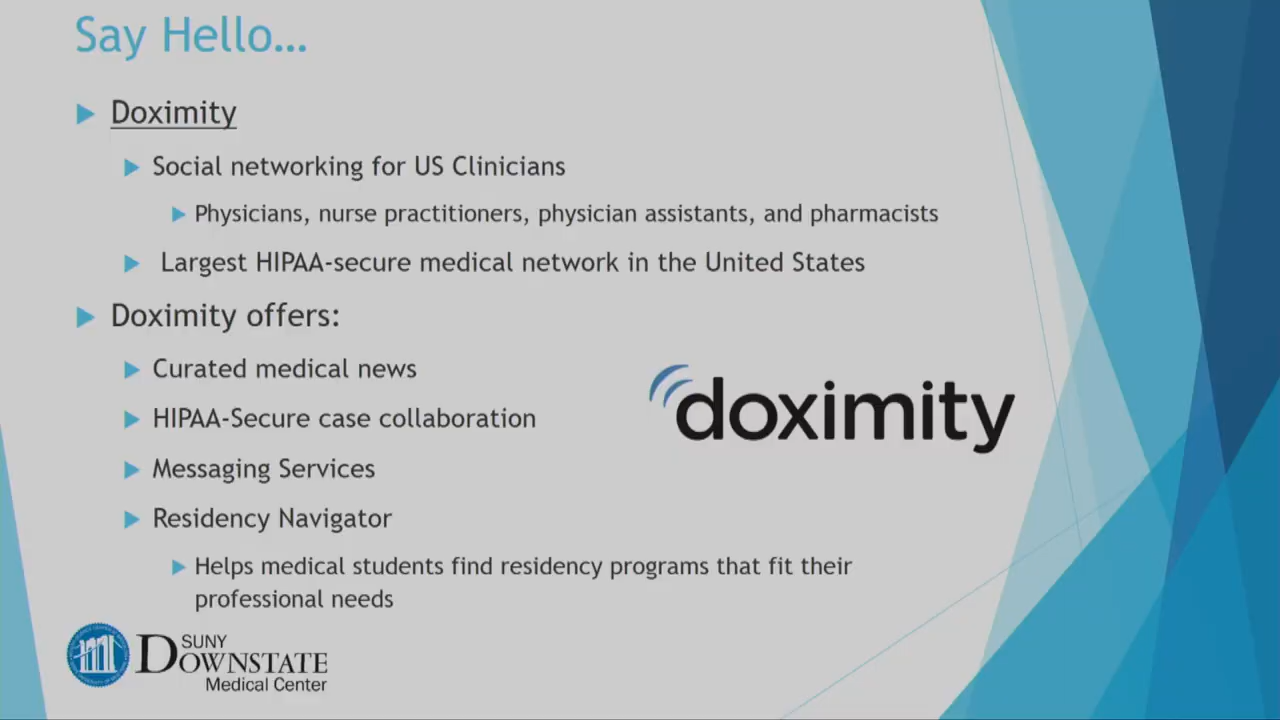 Say Hello…
Doximity
Social networking for US Clinicians
Physicians, nurse practitioners, physician assistants, and pharmacists
Largest HIPAA-secure medical network in the United States
Doximity offers:
Curated medical news
HIPAA-Secure case collaboration
doximity
Messaging Services
Residency Navigator
Helps medical students find residency programs that fit their
professional needs
SUNY
DOWNSTATE
Medical Center